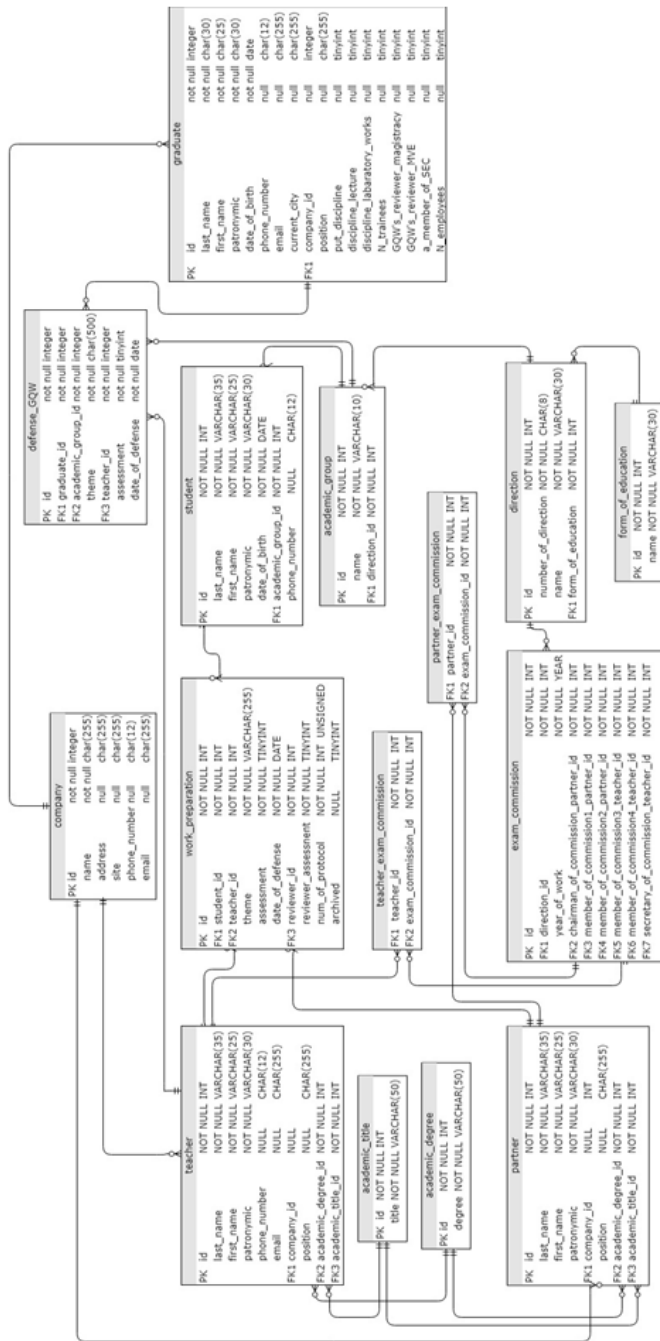 graduate
PK id not null integer
last_name not null char(30)
first_name not null char(25)
patronymic not null char(30)
date_of_birth not null date
phone_number null char(12)
email null char(255)
current_city null char(255)
FK1 company_id null integer
position null char(255)
put_discipline null tinyint
discipline_lecture null tinyint
discipline_labaratory_works null tinyint
N_trainees null tinyint
GQW's_reviewer_magistracy null tinyint
GQW's_reviewer_MVE null tinyint
a_member_of_SEC null tinyint
N_employees null tinyint
defense_GQW
PK id not null integer
FK1 graduate_id not null integer
FK2 academic_group_id not null integer
theme not null char(500)
FK3 teacher_id not null integer
assessment not null tinyint
date_of_defense not null date
student
PK id NOT NULL INT
last_name NOT NULL VARCHAR(35)
first_name NOT NULL VARCHAR(25)
patronymic NOT NULL VARCHAR(30)
date_of_birth NOT NULL DATE
FK1 academic_group_id NOT NULL INT
phone_number NULL CHAR(12)
academic_group
PK id NOT NULL INT
name NOT NULL VARCHAR(10)
FK1 direction_id NOT NULL INT
direction
PK id NOT NULL INT
number_of_direction NOT NULL CHAR(8)
name NOT NULL VARCHAR(30)
FK1 form_of_education NOT NULL INT
form_of_education
PK id NOT NULL INT
name NOT NULL VARCHAR(30)
company
PK id not null integer
name not null char(255)
address null char(255)
site null char(255)
phone_number null char(12)
email null char(255)
work_preparation
PK id NOT NULL INT
FK1 student_id NOT NULL INT
FK2 teacher_id NOT NULL INT
theme NOT NULL VARCHAR(255)
assessment NOT NULL TINYINT
date_of_defense NOT NULL DATE
FK3 reviewer_id NOT NULL INT
reviewer_assessment NOT NULL TINYINT
num_of_protocol NOT NULL INT UNSIGNED
archived NULL TINYINT
teacher_exam_commission
FK1 teacher_id NOT NULL INT
FK2 exam_commission_id NOT NULL INT
partner_exam_commission
FK1 partner_id NOT NULL INT
FK2 exam_commission_id NOT NULL INT
exam_commission
PK id NOT NULL INT
FK1 direction_id NOT NULL INT
year_of_work NOT NULL YEAR
FK2 chairman_of_commission_partner_id NOT NULL INT
FK3 member_of_commission1_partner_id NOT NULL INT
FK4 member_of_commission2_partner_id NOT NULL INT
FK5 member_of_commission3_teacher_id NOT NULL INT
FK6 member_of_commission4_teacher_id NOT NULL INT
FK7 secretary_of_commission_teacher_id NOT NULL INT
teacher
PK id NOT NULL INT
last_name NOT NULL VARCHAR(35)
first_name NOT NULL VARCHAR(25)
patronymic NOT NULL VARCHAR(30)
phone_number NULL CHAR(12)
email NULL CHAR(255)
FK1 company_id NULL INT
position NULL CHAR(255)
FK2 academic_degree_id NOT NULL INT
FK3 academic_title_id NOT NULL INT
academic_title
PK id NOT NULL INT
title NOT NULL VARCHAR(50)
academic_degree
PK id NOT NULL INT
degree NOT NULL VARCHAR(50)
partner
PK id NOT NULL INT
last_name NOT NULL VARCHAR(35)
first_name NOT NULL VARCHAR(25)
patronymic NOT NULL VARCHAR(30)
FK1 company_id NULL INT
position NULL CHAR(255)
FK2 academic_degree_id NOT NULL INT
FK3 academic_title_id NOT NULL INT